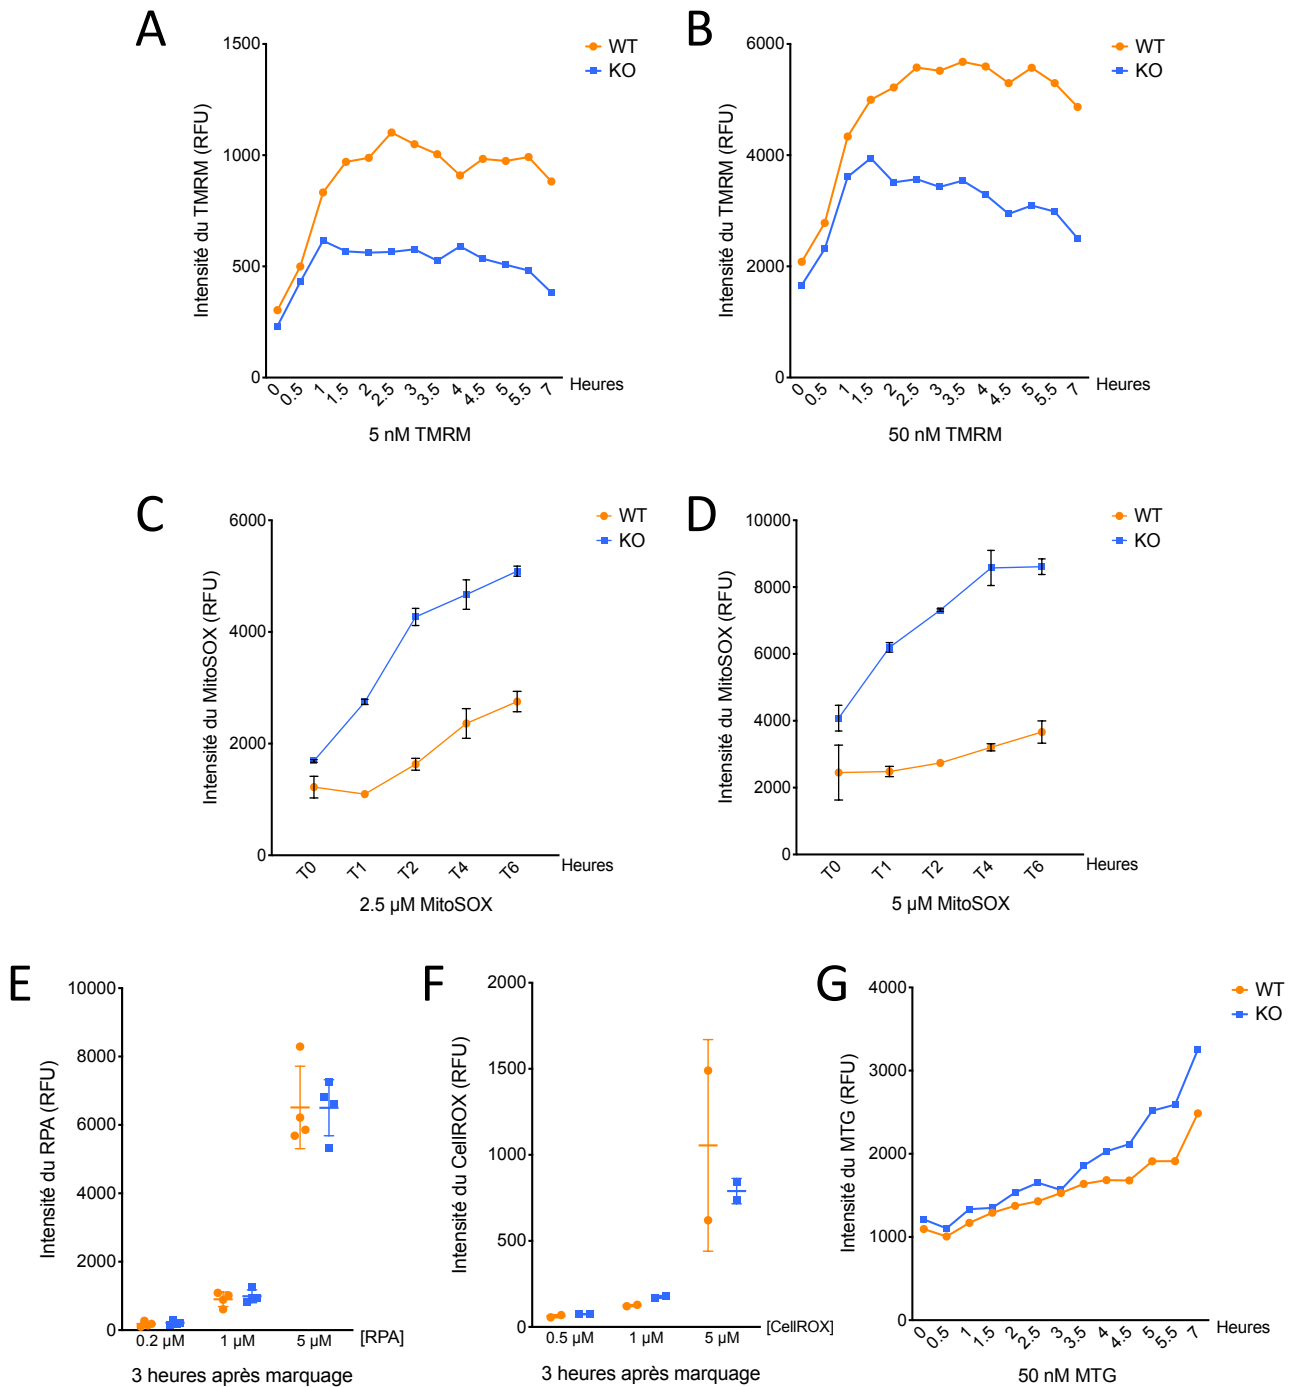 A
Intensité du TMRM (RFU)
1500
1000
500
0
0 0.5 1 1.5 2 2.5 3 3.5 4 4.5 5 5.5 7
Heures
5 nM TMRM
WT
KO
B
Intensité du TMRM (RFU)
6000
4000
2000
0
0 0.5 1 1.5 2 2.5 3 3.5 4 4.5 5 5.5 7
Heures
50 nM TMRM
WT
KO
C
Intensité du MitoSOX (RFU)
6000
4000
2000
0
T0 T1 T2 T4 T6
Heures
2.5 µM MitoSOX
WT
KO
D
Intensité du MitoSOX (RFU)
10000
8000
6000
4000
2000
0
T0 T1 T2 T4 T6
Heures
5 µM MitoSOX
WT
KO
E
Intensité du RPA (RFU)
10000
8000
6000
4000
2000
0
0.2 µM 1 µM 5 µM
[RPA]
3 heures après marquage
F
Intensité du CellROX (RFU)
2000
1500
1000
500
0
0.5 µM 1 µM 5 µM
[CellROX]
3 heures après marquage
G
Intensité du MTG (RFU)
4000
3000
2000
1000
0
0 0.5 1 1.5 2 2.5 3 3.5 4 4.5 5 5.5 7
Heures
50 nM MTG
WT
KO